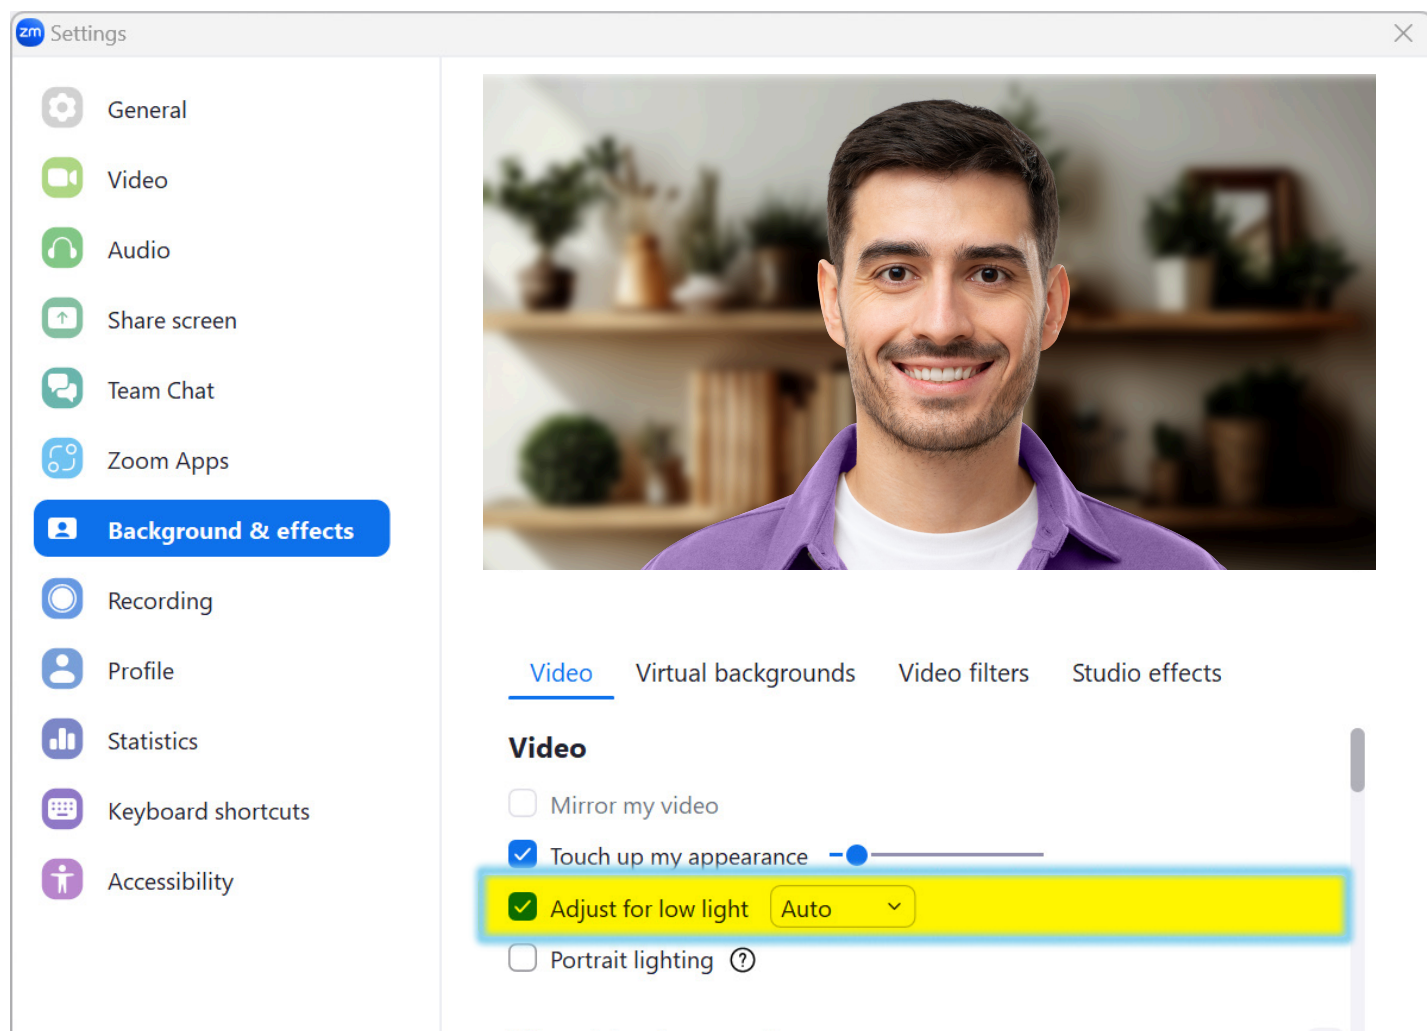 zm Settings
General
Video
Audio
Share screen
Team Chat
Zoom Apps
Background & effects
Recording
Profile
Statistics
Keyboard shortcuts
Accessibility
Video Virtual backgrounds Video filters Studio effects
Video
Mirror my video
Touch up my appearance
Adjust for low light Auto
Portrait lighting ?